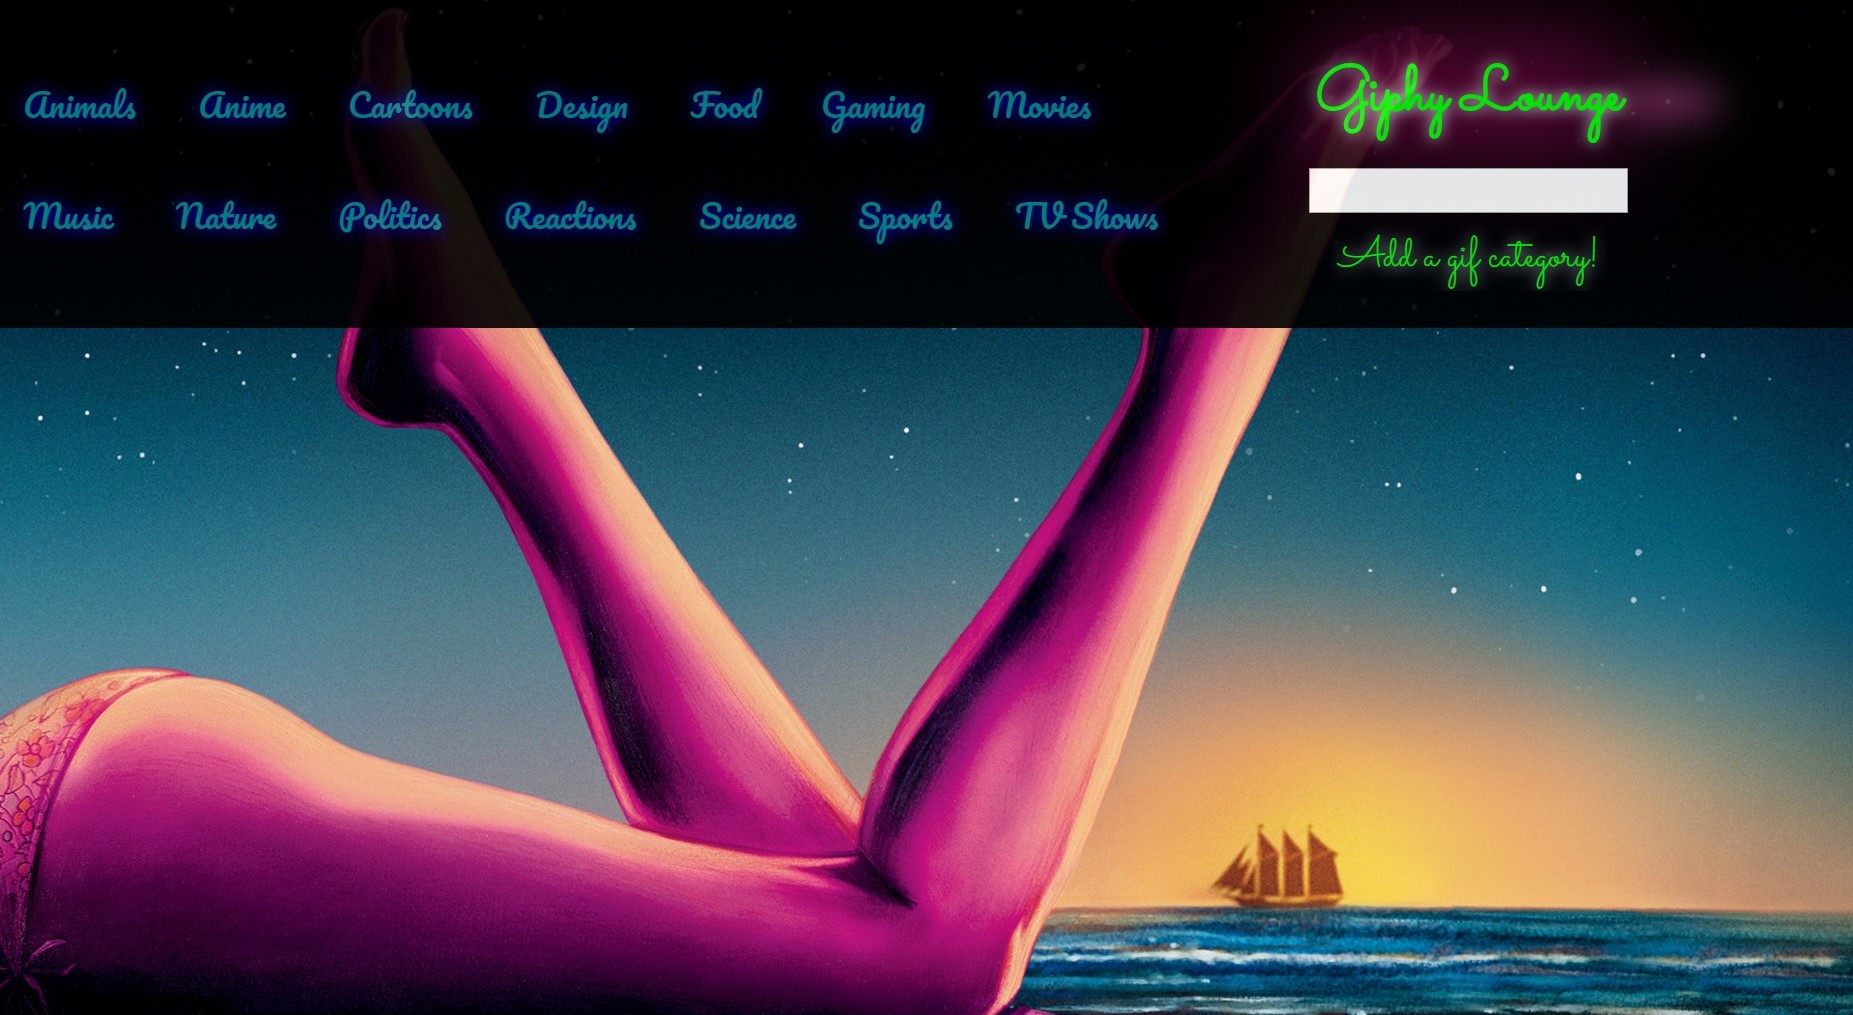 Animals Anime Cartoons Design Food Gaming Movies
Music Nature Politics Reactions Science Sports TV Shows
Giphy Lounge
Add a gif category!